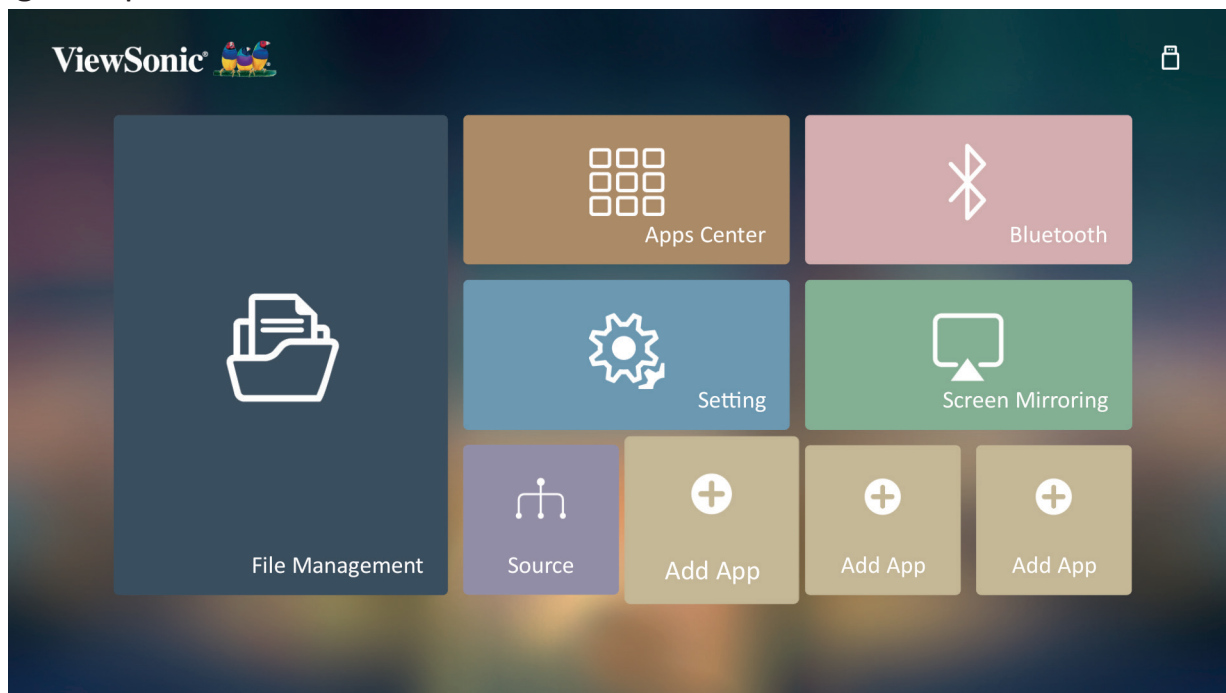 ViewSonic®
Apps Center
Bluetooth
Setting
Screen Mirroring
File Management
Source
Add App
Add App
Add App